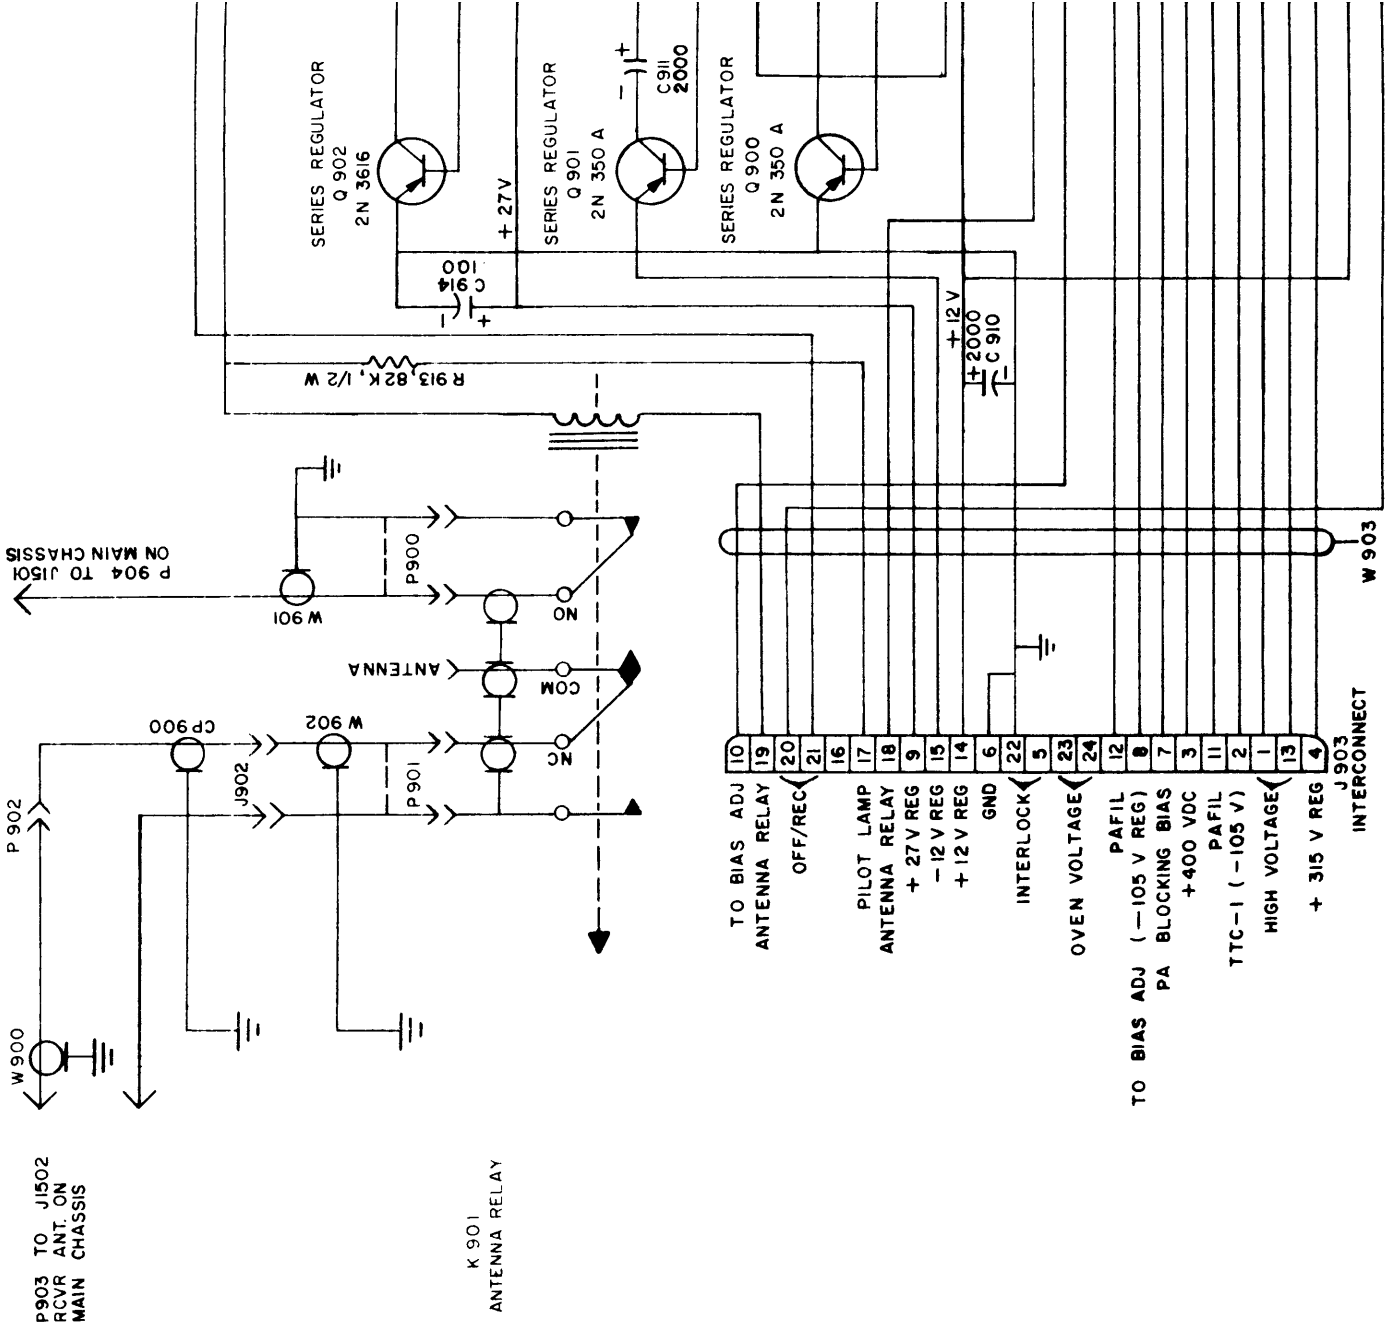 SERIES REGULATOR
Q 902
2N 3616
+ 27V
SERIES REGULATOR
Q 901
2N 350 A
C911
2000
+
−
SERIES REGULATOR
Q 900
2N 350 A
C 914
100
−
+
R 913, 82 K, 1/2 W
+ 12 V
+ 2000
C 910
−
P 904 TO J1501
ON MAIN CHASSIS
W 901
P 900
NO
ANTENNA
COM
NC
CP 900
W 902
J 902
P 901
P 902
W 900
P903 TO J1502
RCVR ANT. ON
MAIN CHASSIS
K 901
ANTENNA RELAY
W 903
J 903
INTERCONNECT
10 TO BIAS ADJ
19 ANTENNA RELAY
20
21
OFF/REC
16
17 PILOT LAMP
18 ANTENNA RELAY
9 + 27 V REG
15 − 12 V REG
14 + 12 V REG
6 GND
22
5
INTERLOCK
23
24
OVEN VOLTAGE
12 PAFIL
8 TO BIAS ADJ (−105 V REG)
7 PA BLOCKING BIAS
3 +400 VDC
11 PAFIL
2 TTC-1 (-105 V)
1
13
HIGH VOLTAGE
4 + 315 V REG